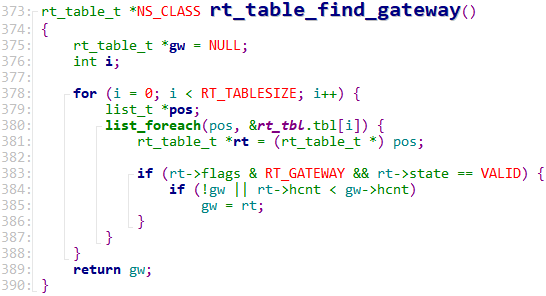 373: rt_table_t *NS_CLASS rt_table_find_gateway()
374: {
375:     rt_table_t *gw = NULL;
376:     int i;
377:
378:     for (i = 0; i < RT_TABLESIZE; i++) {
379:         list_t *pos;
380:         list_foreach(pos, &rt_tbl.tbl[i]) {
381:             rt_table_t *rt = (rt_table_t *) pos;
382:
383:             if (rt->flags & RT_GATEWAY && rt->state == VALID) {
384:                 if (!gw || rt->hcnt < gw->hcnt)
385:                     gw = rt;
386:             }
387:         }
388:     }
389:     return gw;
390: }